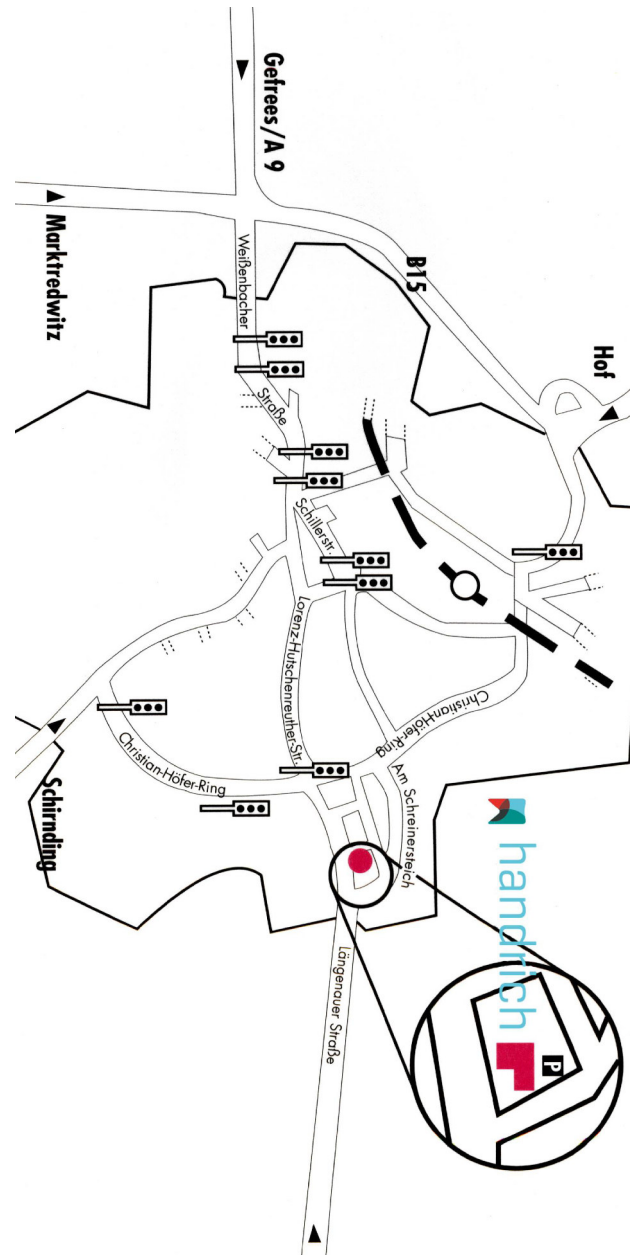 Gefrees/A 9
Marktredwitz
B15
Hof
Weißenbacher
Straße
Schillerstr.
Lorenz-Hutschenreuther-Str.
Christian-Höfer-Ring
Christian-Höfer-Ring
Am Schreinersteich
Schirnding
Längenauer Straße
handrich
P